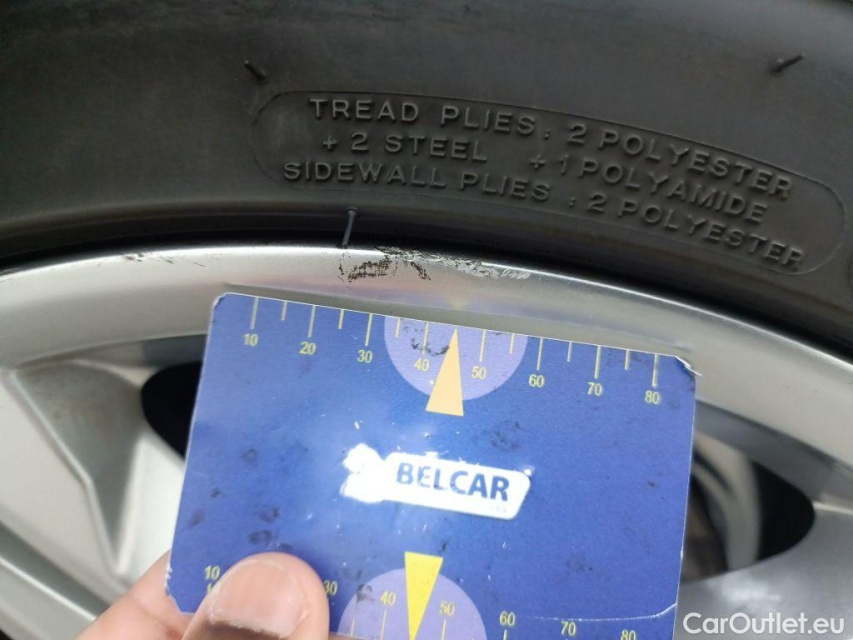 TREAD PLIES : 2 POLYESTER
+ 2 STEEL + 1 POLYAMIDE
SIDEWALL PLIES : 2 POLYESTER
10 20 30 40 50 60 70 80
BELCAR
10 30 40 50 60 70 80
CarOutlet.eu